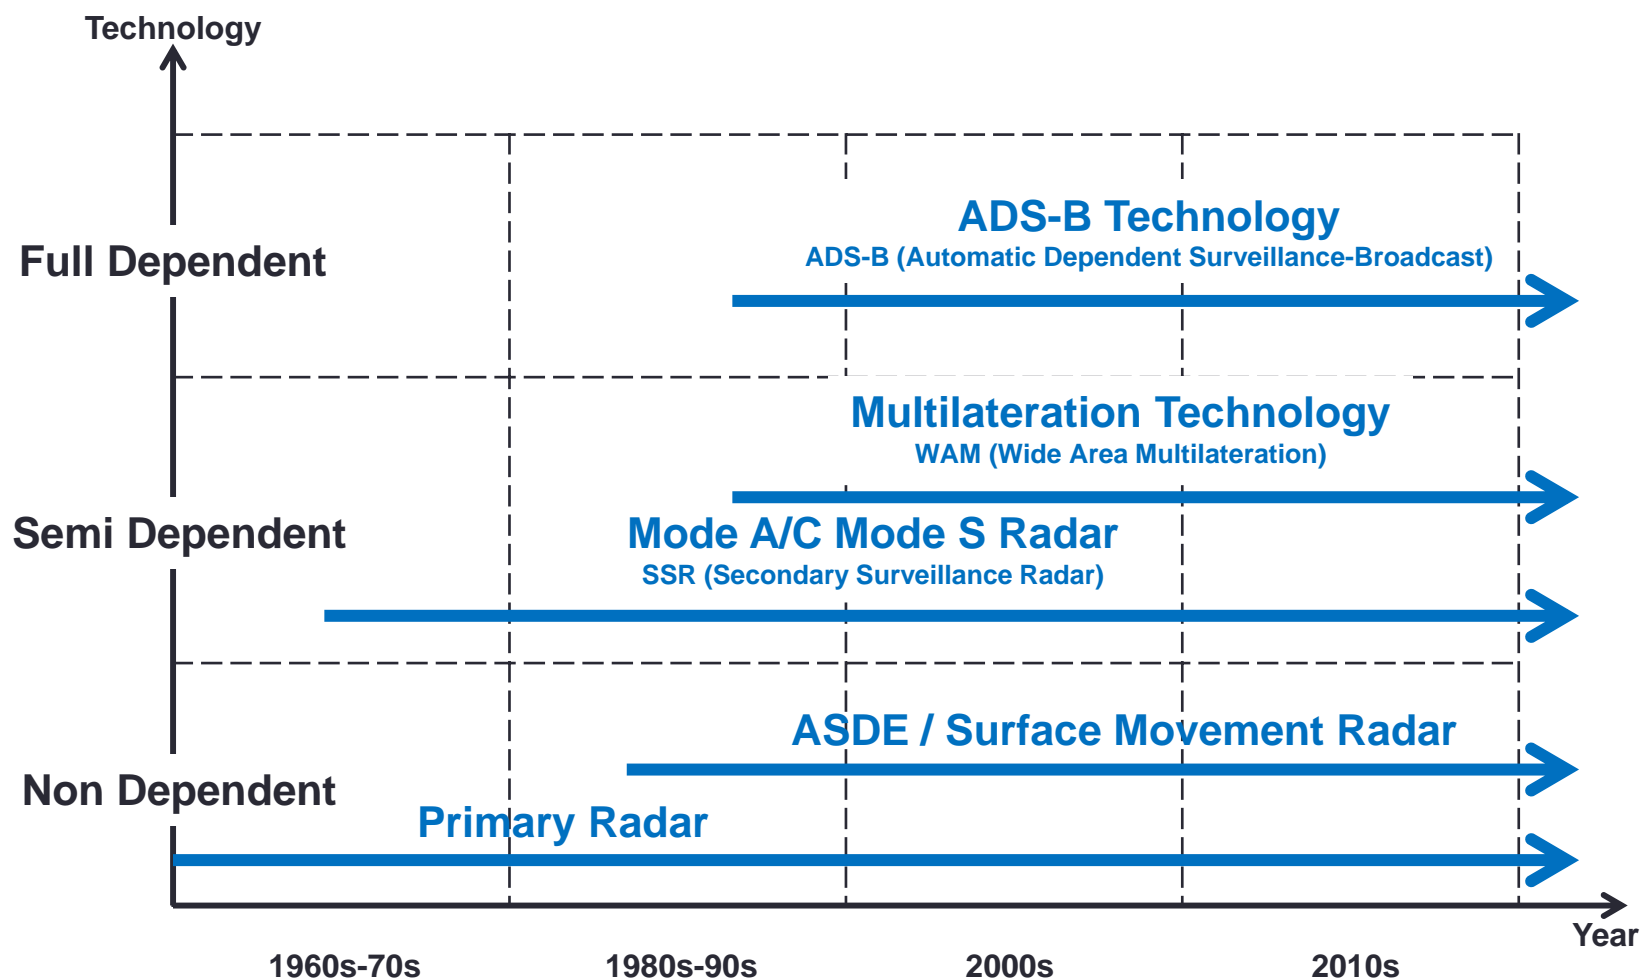 Technology
Full Dependent
ADS-B Technology
ADS-B (Automatic Dependent Surveillance-Broadcast)
Multilateration Technology
WAM (Wide Area Multilateration)
Semi Dependent
Mode A/C Mode S Radar
SSR (Secondary Surveillance Radar)
ASDE / Surface Movement Radar
Non Dependent
Primary Radar
Year
1960s-70s
1980s-90s
2000s
2010s